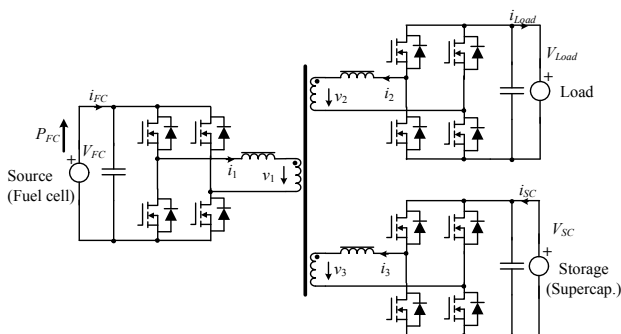 i_FC
P_FC
V_FC
+
Source
(Fuel cell)
i_1
v_1
i_Load
V_Load
+
Load
v_2
i_2
i_SC
V_SC
+
Storage
(Supercap.)
v_3
i_3